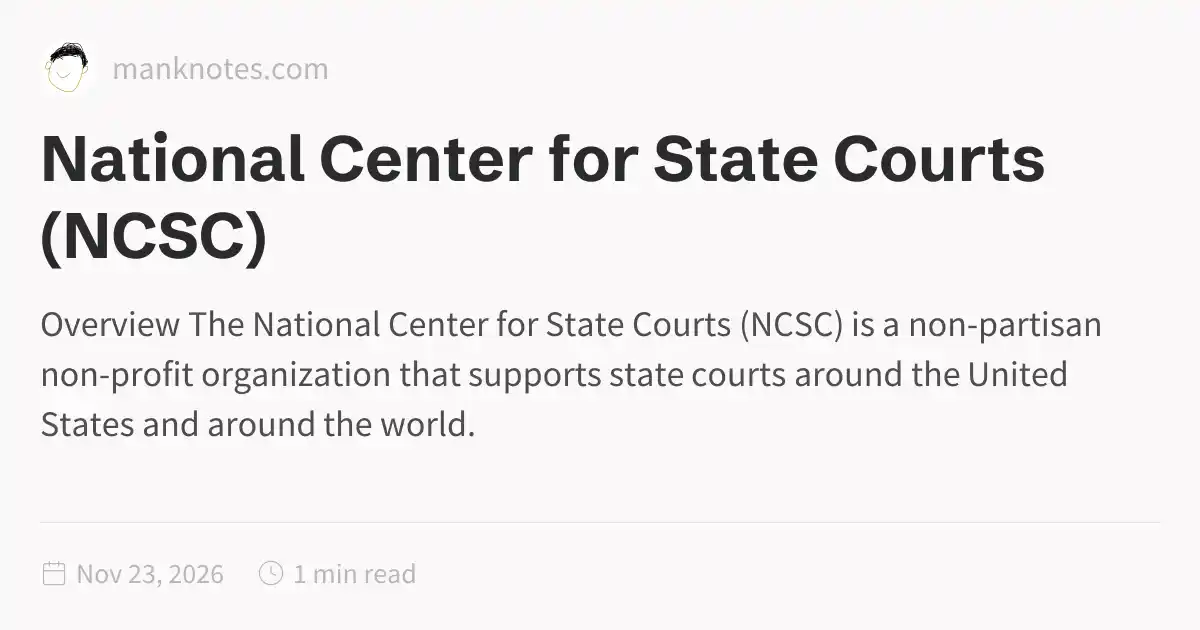 manknotes.com
National Center for State Courts
(NCSC)
Overview The National Center for State Courts (NCSC) is a non-partisan
non-profit organization that supports state courts around the United
States and around the world.
Nov 23, 2026 1 min read